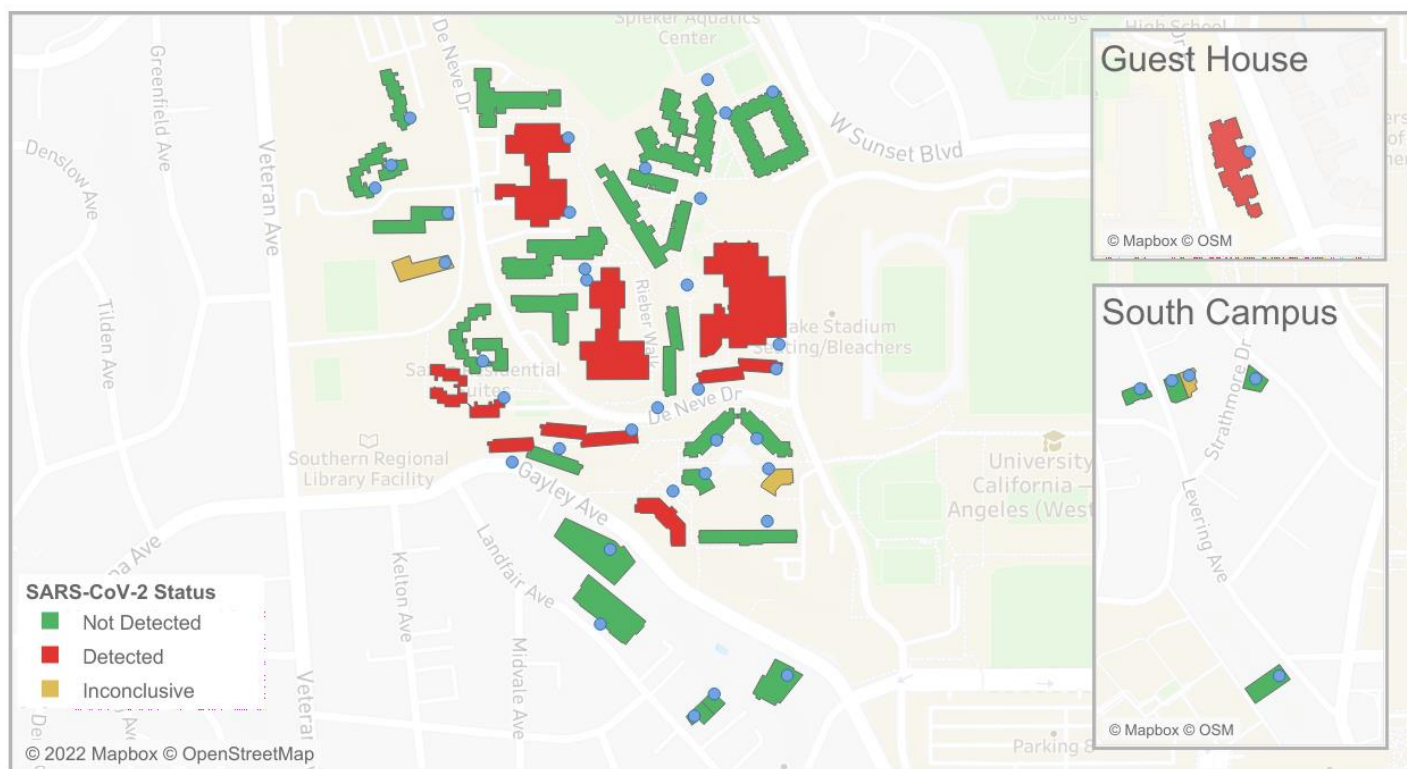 Spieker Aquatics
Center
De Neve Dr
Greenfield Ave
Denslow Ave
Veteran Ave
W Sunset Blvd
High School
Guest House
© Mapbox © OSM
Tilden Ave
Rieber Walk
Drake Stadium
Seating/Bleachers
South Campus
Strathmore Dr
Levering Ave
© Mapbox © OSM
De Neve Dr
Southern Regional
Library Facility
Gayley Ave
University
California —
Angeles (West
Landfair Ave
Kelton Ave
Midvale Ave
Veteran
Parking 8
SARS-CoV-2 Status
Not Detected
Detected
Inconclusive
© 2022 Mapbox © OpenStreetMap